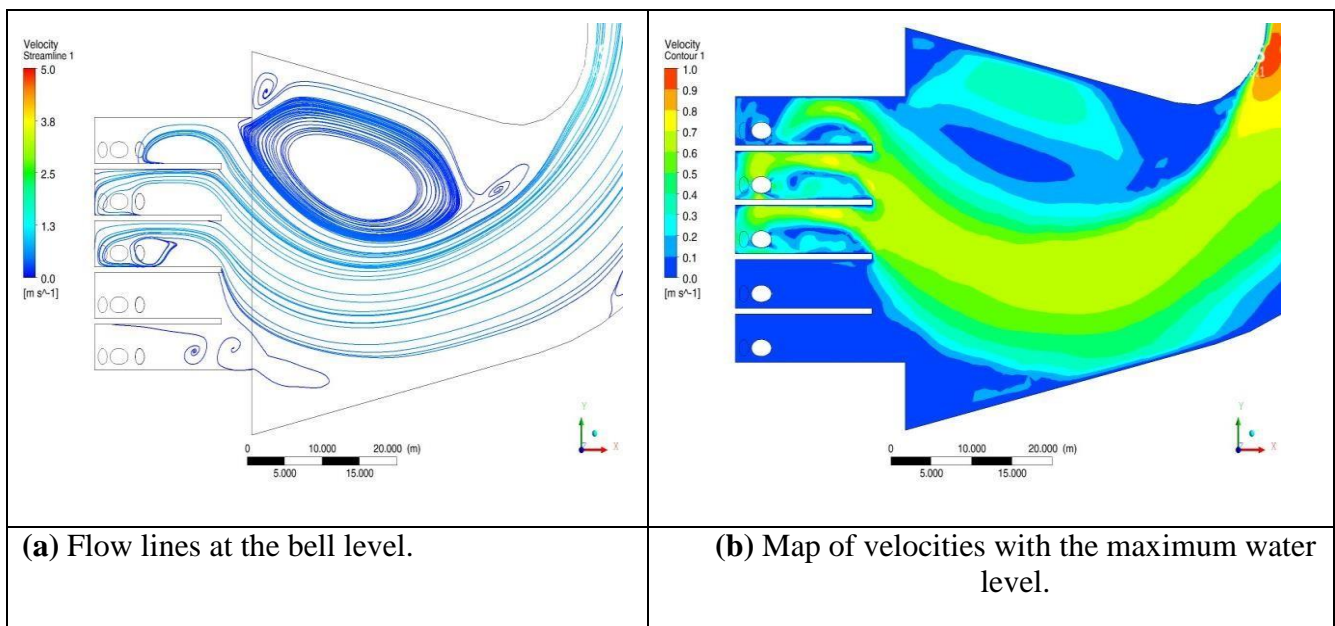 Velocity
Streamline 1
5.0
3.8
2.5
1.3
0.0
[m s^-1]
Y
X
0 10.000 20.000 (m)
5.000 15.000
Velocity
Contour 1
1.0
0.9
0.8
0.7
0.6
0.5
0.4
0.3
0.2
0.1
0.0
[m s^-1]
Y
X
0 10.000 20.000 (m)
5.000 15.000
(a) Flow lines at the bell level.
(b) Map of velocities with the maximum water
level.